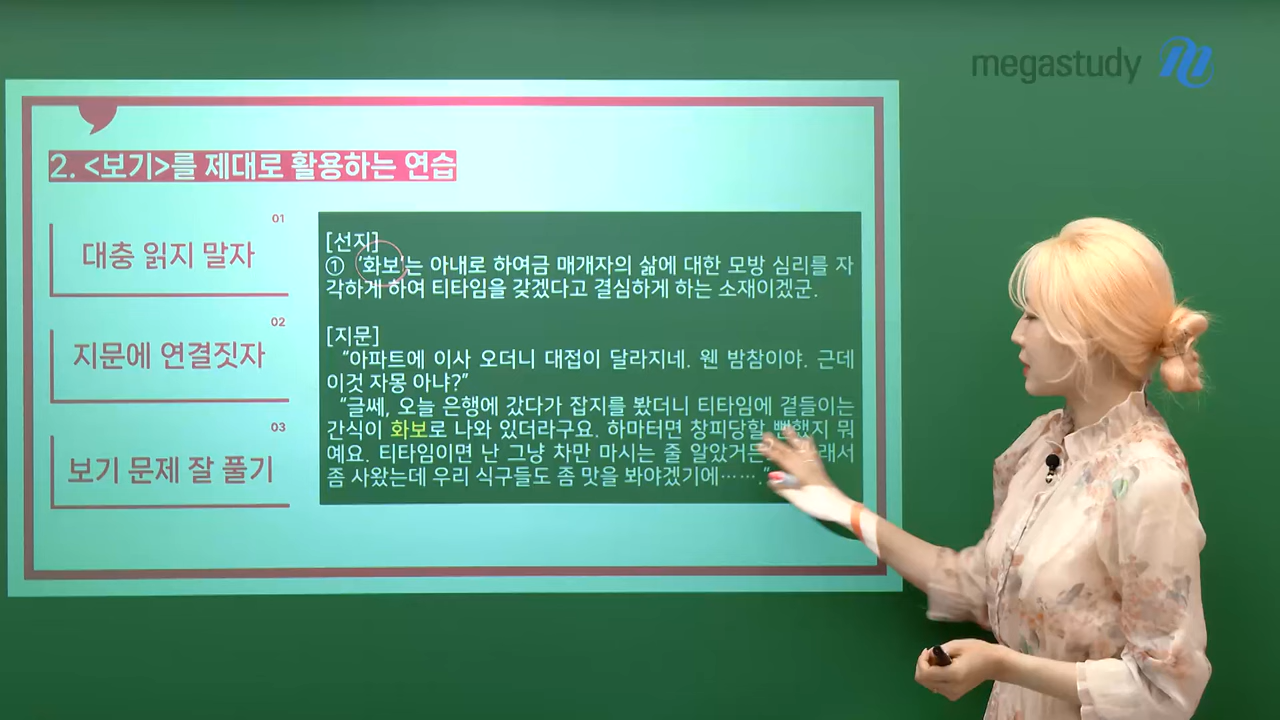 megastudy
2. <보기>를 제대로 활용하는 연습
01
대충 읽지 말자
02
지문에 연결짓자
03
보기 문제 잘 풀기
[선지]
① ‘화보’는 아내로 하여금 매개자의 삶에 대한 모방 심리를 자
각하게 하여 티타임을 갖겠다고 결심하게 하는 소재이겠군.
[지문]
“아파트에 이사 오더니 대접이 달라지네. 웬 밤참이야. 근데
이것 자몽 아냐?”
“글쎄, 오늘 은행에 갔다가 잡지를 봤더니 티타임에 곁들이는
간식이 화보로 나와 있더라구요. 하마터면 창피당할 뻔했지 뭐
예요. 티타임이면 난 그냥 차만 마시는 줄 알았거든 래서
좀 사왔는데 우리 식구들도 좀 맛을 봐야겠기에…….”